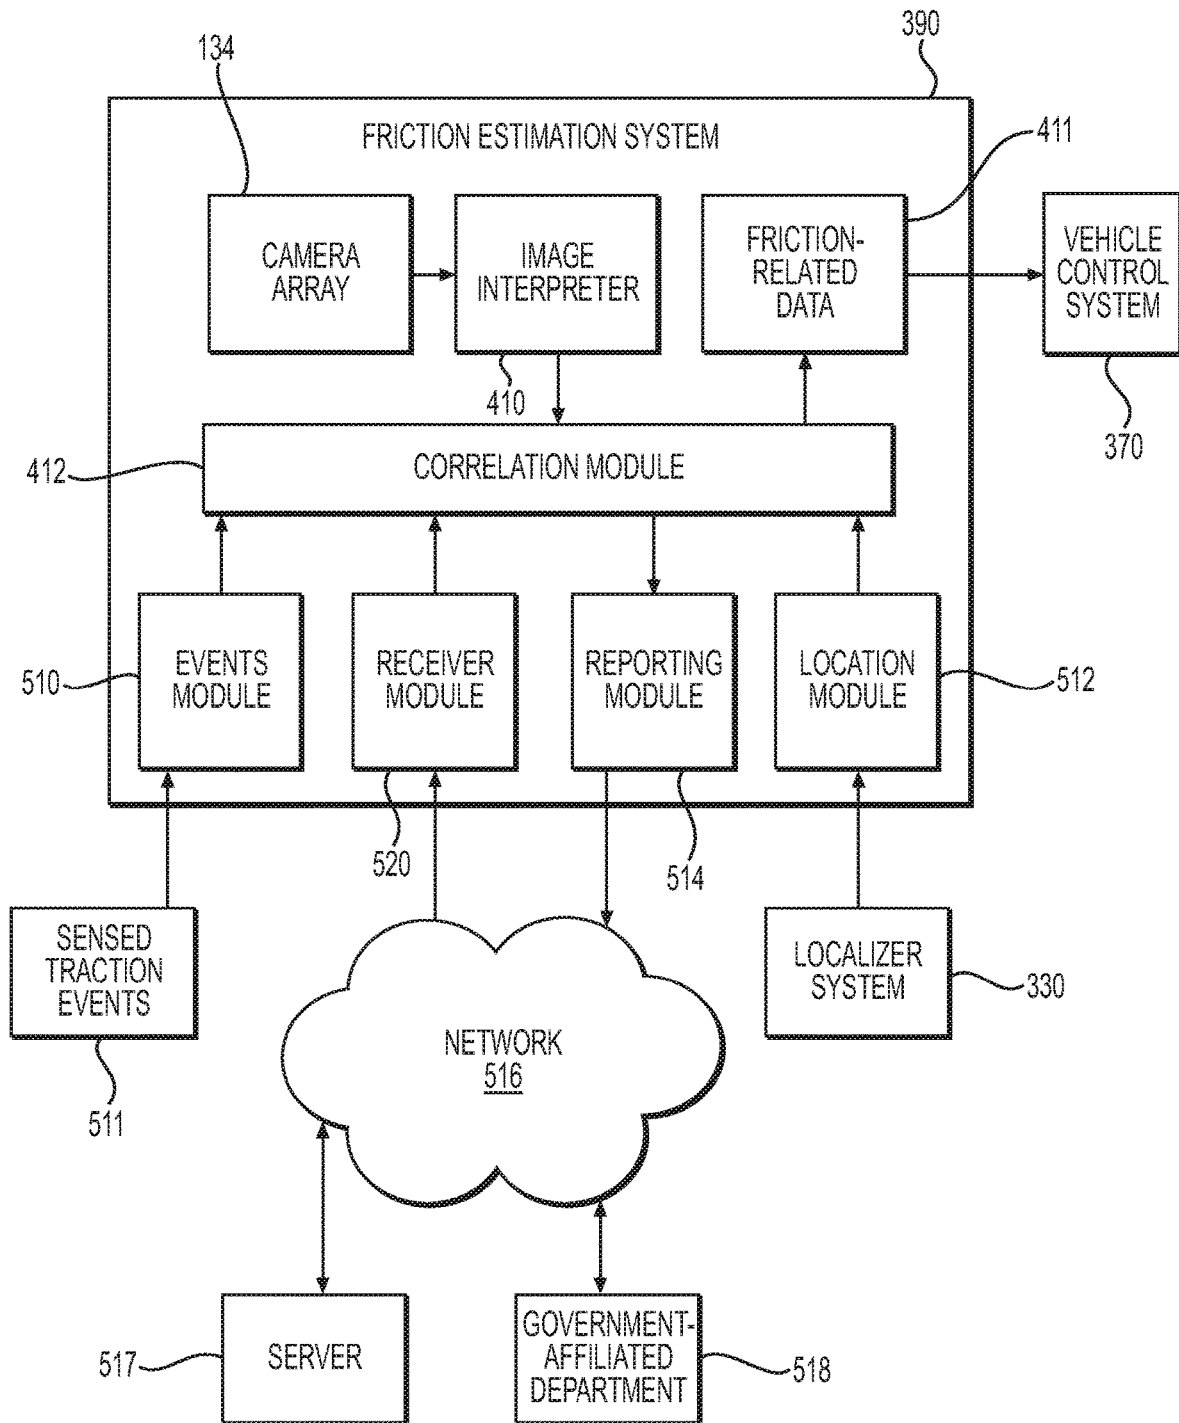 390
134
FRICTION ESTIMATION SYSTEM
411
CAMERA
ARRAY
IMAGE
INTERPRETER
FRICTION-
RELATED
DATA
VEHICLE
CONTROL
SYSTEM
410
370
412
CORRELATION MODULE
510
EVENTS
MODULE
RECEIVER
MODULE
REPORTING
MODULE
LOCATION
MODULE
512
520
514
SENSED
TRACTION
EVENTS
LOCALIZER
SYSTEM
330
511
NETWORK
516
517
SERVER
GOVERNMENT-
AFFILIATED
DEPARTMENT
518